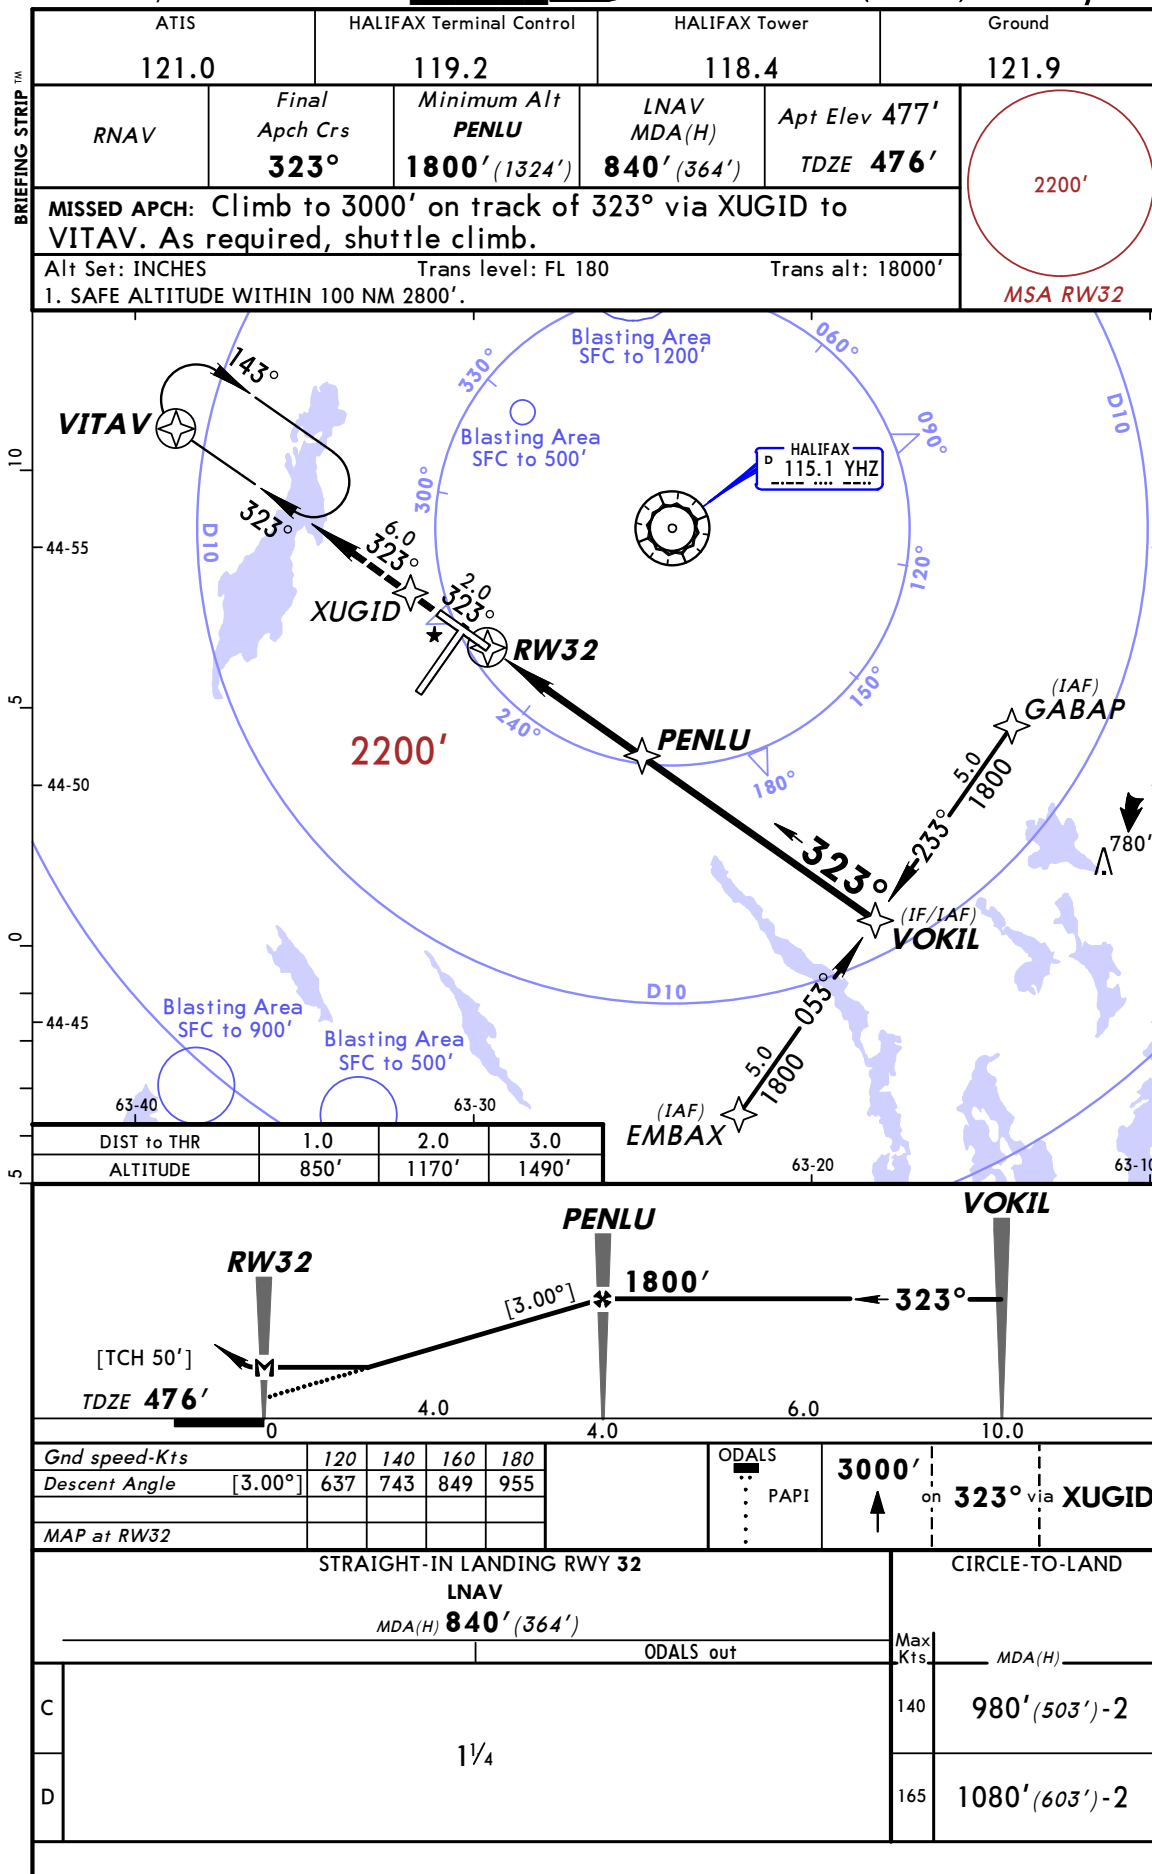 ATIS
HALIFAX Terminal Control
HALIFAX Tower
Ground
121.0
119.2
118.4
121.9
BRIEFING STRIP ™
RNAV
Final
Apch Crs
323°
Minimum Alt
PENLU
1800' (1324')
LNAV
MDA(H)
840' (364')
Apt Elev 477'
TDZE 476'
2200'
MSA RW32
MISSED APCH: Climb to 3000' on track of 323° via XUGID to
VITAV. As required, shuttle climb.
Alt Set: INCHES
Trans level: FL 180
Trans alt: 18000'
1. SAFE ALTITUDE WITHIN 100 NM 2800'.
Blasting Area
SFC to 1200'
060°
330°
143°
D10
VITAV
Blasting Area
SFC to 500'
090°
HALIFAX
D 115.1 YHZ
10
300°
323°
D10
6.0
323°
44-55
120°
2.0
323°
XUGID
RW32
150°
(IAF)
GABAP
5
240°
2200'
PENLU
180°
5.0
1800
44-50
233°
780'
323°
(IF/IAF)
VOKIL
0
D10
053°
Blasting Area
SFC to 900'
44-45
Blasting Area
SFC to 500'
5.0
1800
63-40
63-30
(IAF)
EMBAX
63-20
63-10
5
DIST to THR 1.0 2.0 3.0
ALTITUDE 850' 1170' 1490'
VOKIL
PENLU
RW32
1800'
[3.00°]
323°
[TCH 50']
TDZE 476'
4.0
6.0
0
4.0
10.0
Gnd speed-Kts 120 140 160 180
Descent Angle [3.00°] 637 743 849 955
MAP at RW32
ODALS
PAPI
3000'
on 323° via XUGID
STRAIGHT-IN LANDING RWY 32
LNAV
MDA(H) 840' (364')
ODALS out
CIRCLE-TO-LAND
Max
Kts
MDA(H)
C
140
980' (503') - 2
1 1/4
D
165
1080' (603') - 2